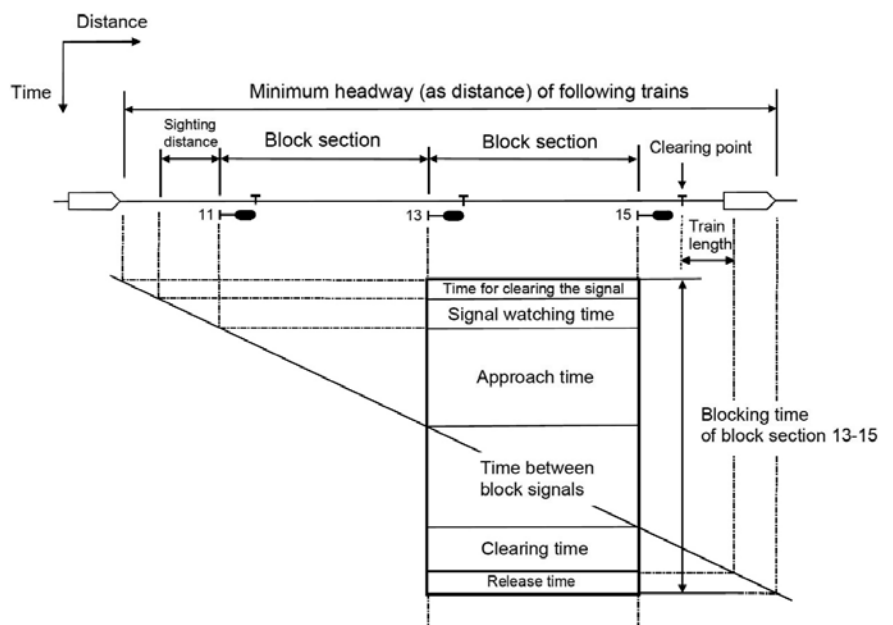 Distance
Time
Minimum headway (as distance) of following trains
Sighting
distance
Block section
Block section
Clearing point
11
13
15
Train
length
Time for clearing the signal
Signal watching time
Approach time
Blocking time
of block section 13-15
Time between
block signals
Clearing time
Release time